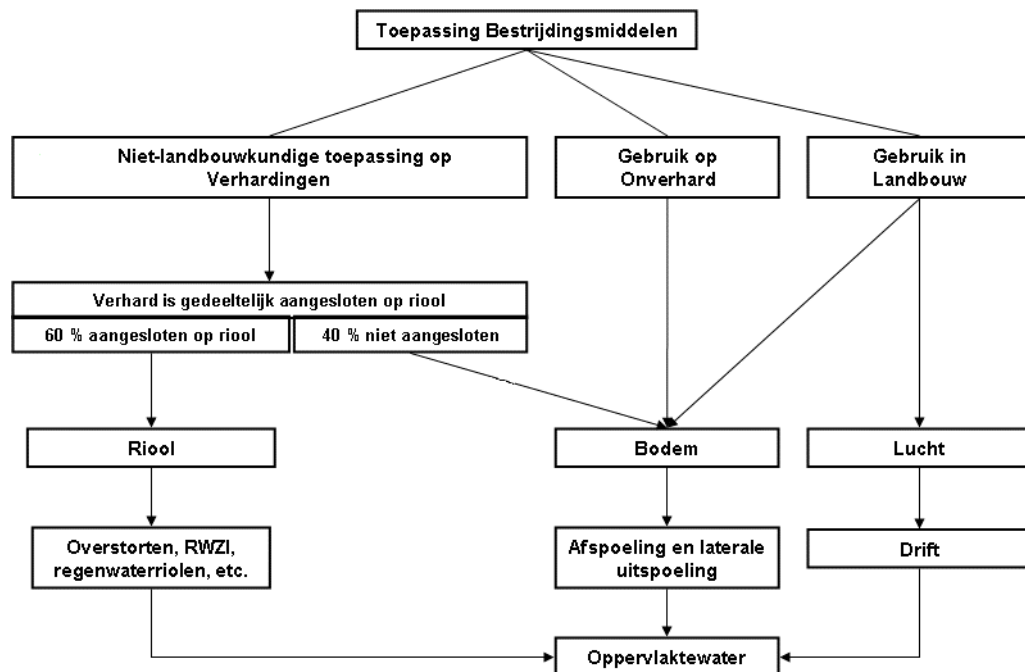 Toepassing Bestrijdingsmiddelen
Niet-landbouwkundige toepassing op
Verhardingen
Gebruik op
Onverhard
Gebruik in
Landbouw
Verhard is gedeeltelijk aangesloten op riool
60 % aangesloten op riool
40 % niet aangesloten
Riool
Bodem
Lucht
Overstorten, RWZI,
regenwaterriolen, etc.
Afspoeling en laterale
uitspoeling
Drift
Oppervlaktewater